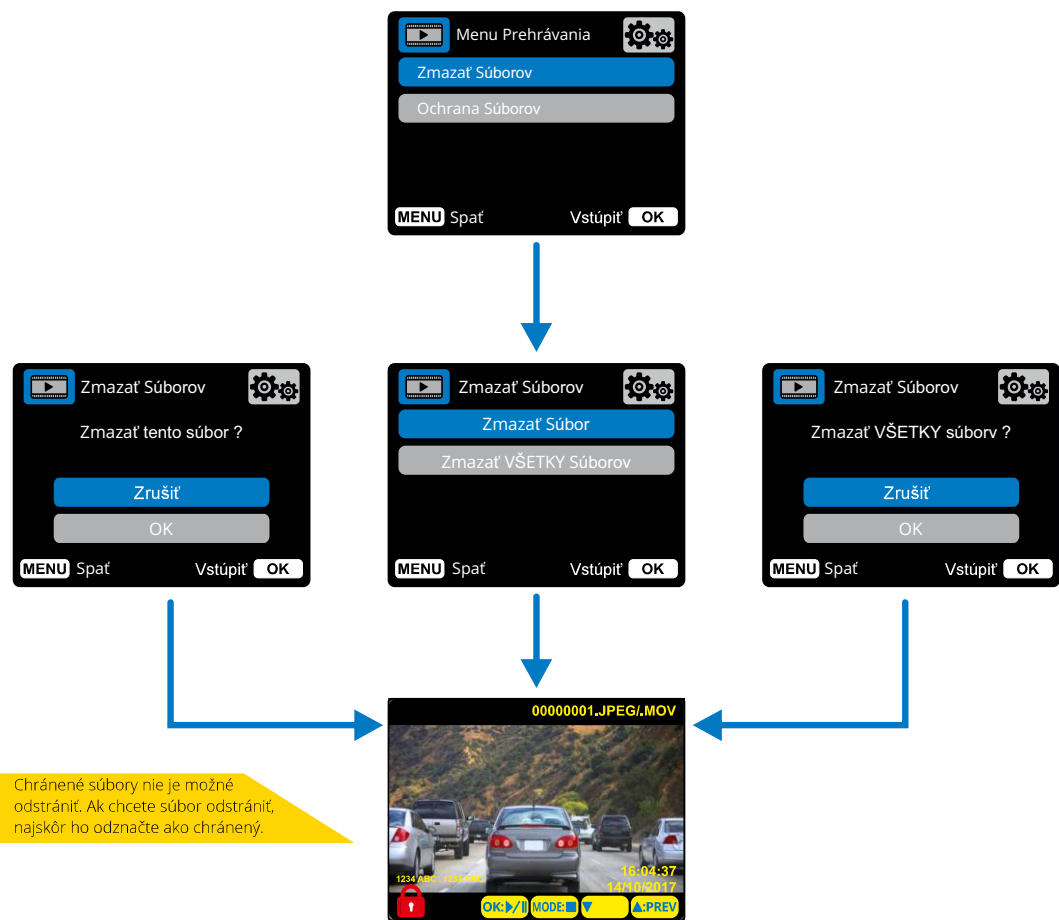 Menu Prehrávania
Zmazať Súborov
Ochrana Súborov
MENU Spať Vstúpiť OK
Zmazať Súborov
Zmazať tento súbor ?
Zrušiť
OK
MENU Spať Vstúpiť OK
Zmazať Súborov
Zmazať Súbor
Zmazať VŠETKY Súborov
MENU Spať Vstúpiť OK
Zmazať Súborov
Zmazať VŠETKY súborv ?
Zrušiť
OK
MENU Spať Vstúpiť OK
00000001.JPEG/.MOV
1234 ABC
16:04:37
14/10/2017
OK:▶/|| MODE:■ ▼ ▲:PREV
Chránené súbory nie je možné
odstrániť. Ak chcete súbor odstrániť,
najskôr ho odznačte ako chránený.